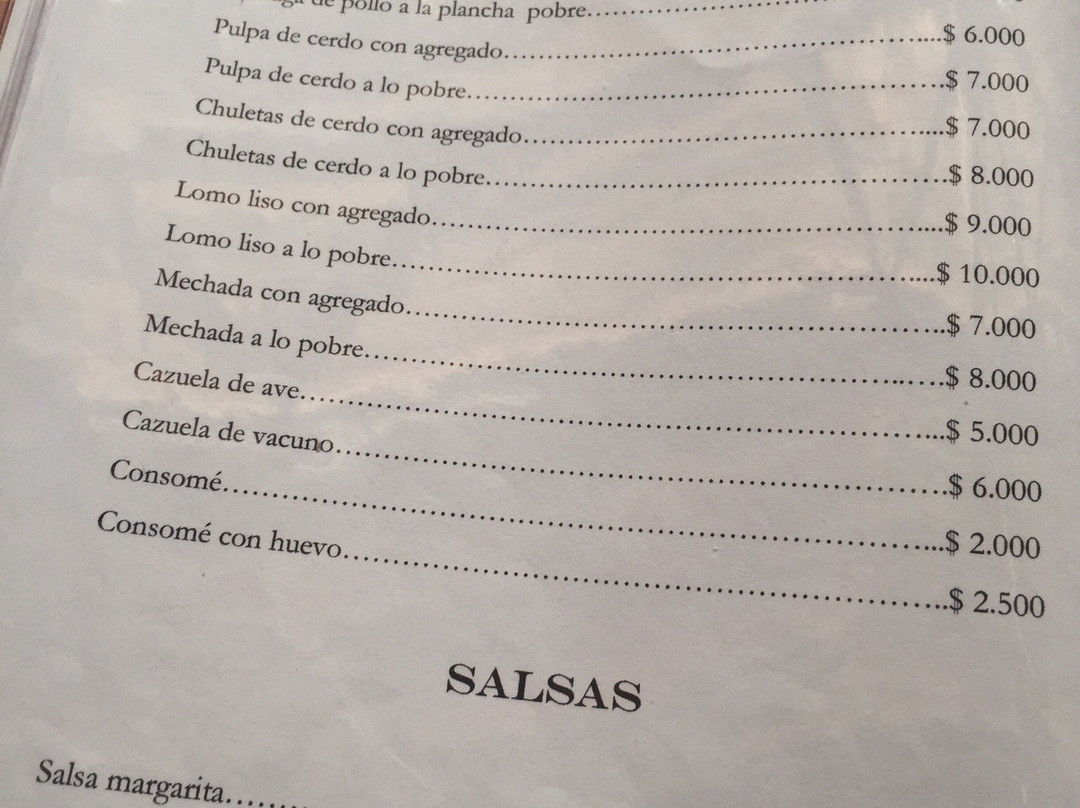 de pollo a la plancha pobre..............................
Pulpa de cerdo con agregado..............................$ 6.000
Pulpa de cerdo a lo pobre..............................$ 7.000
Chuletas de cerdo con agregado..............................$ 7.000
Chuletas de cerdo a lo pobre..............................$ 8.000
Lomo liso con agregado..............................$ 9.000
Lomo liso a lo pobre..............................$ 10.000
Mechada con agregado..............................$ 7.000
Mechada a lo pobre..............................$ 8.000
Cazuela de ave..............................$ 5.000
Cazuela de vacuno..............................$ 6.000
Consomé..............................$ 2.000
Consomé con huevo..............................$ 2.500
SALSAS
Salsa margarita.......